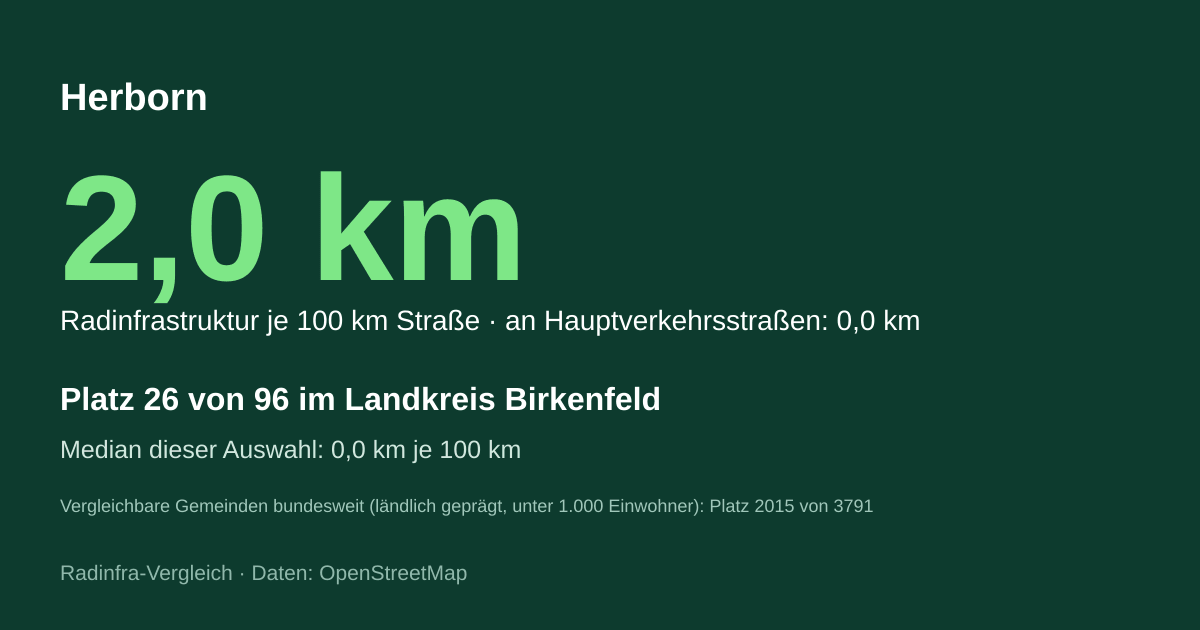 Herborn
2,0 km
Radinfrastruktur je 100 km Straße · an Hauptverkehrsstraßen: 0,0 km
Platz 26 von 96 im Landkreis Birkenfeld
Median dieser Auswahl: 0,0 km je 100 km
Vergleichbare Gemeinden bundesweit (ländlich geprägt, unter 1.000 Einwohner): Platz 2015 von 3791
Radinfra-Vergleich · Daten: OpenStreetMap